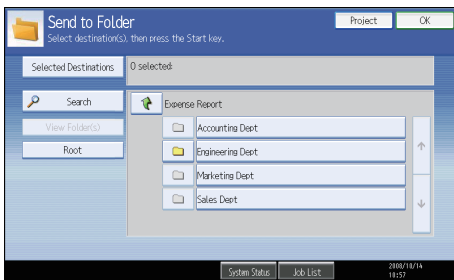 Send to Folder
Project
OK
Select destination(s), then press the Start key.
Selected Destinations
0 selected:
Search
Expense Report
View Folder(s)
Accounting Dept
Root
Engineering Dept
Marketing Dept
Sales Dept
System Status
Job List
2008/10/14
10:57